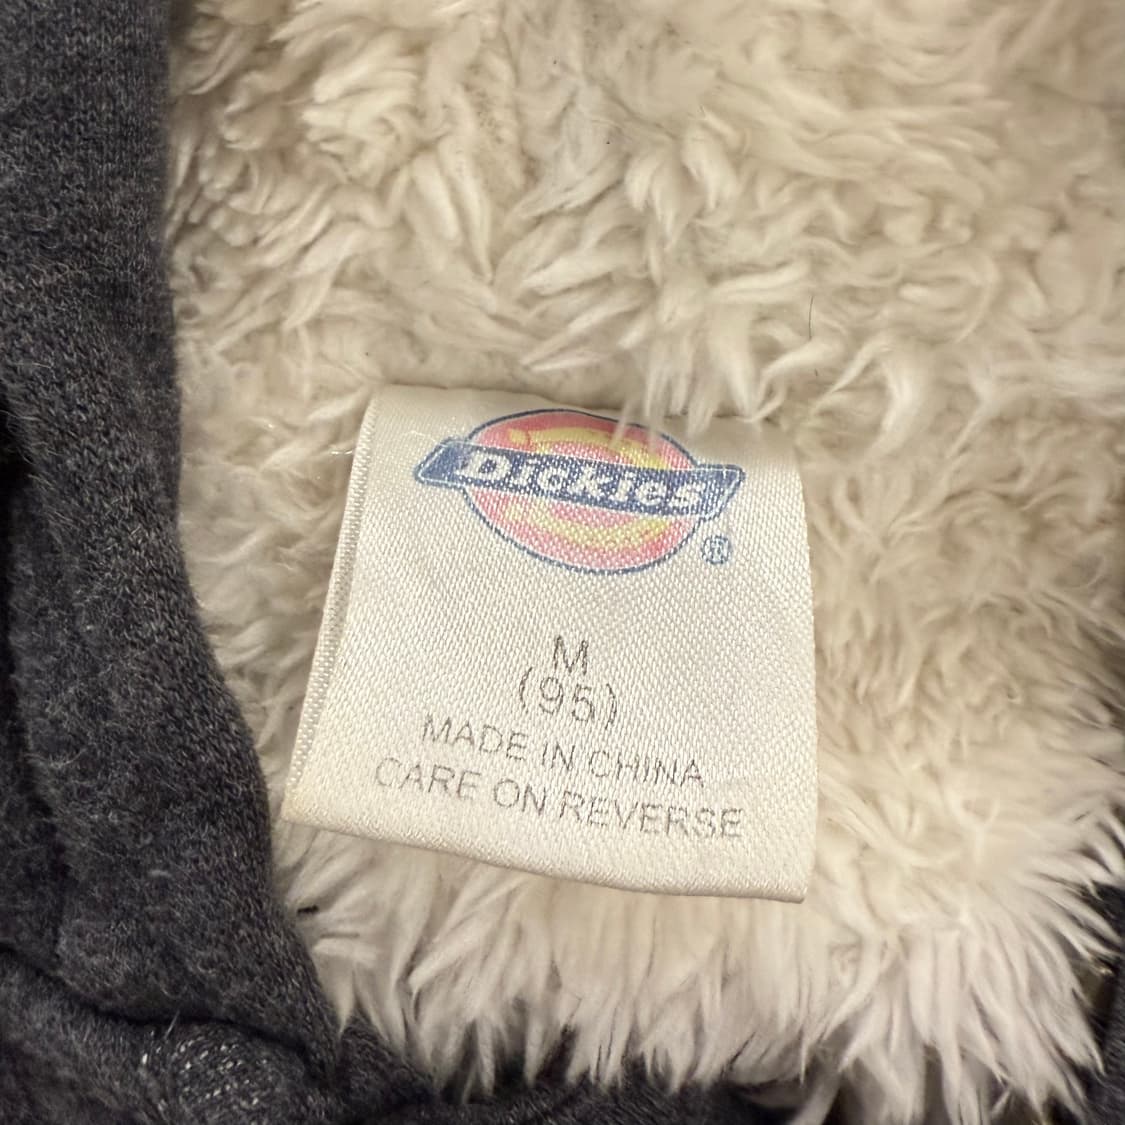 Dickies ®
M
(95)
MADE IN CHINA
CARE ON REVERSE